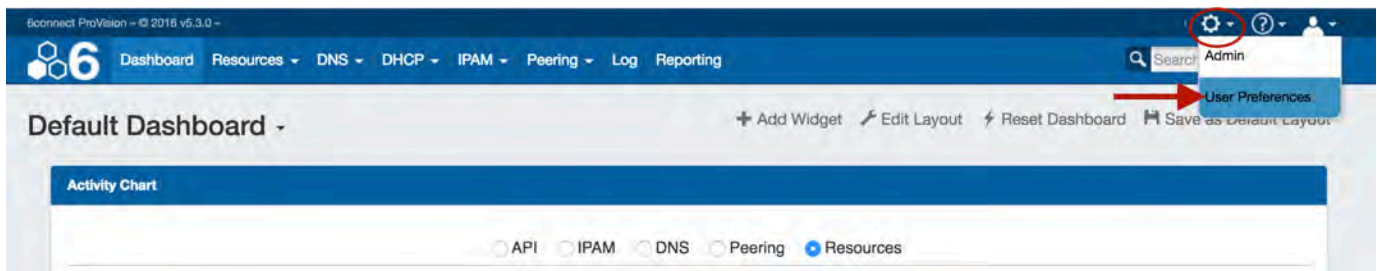 6connect ProVision – © 2016 v5.3.0 –
6 Dashboard Resources DNS DHCP IPAM Peering Log Reporting Search
Admin
User Preferences
Default Dashboard Add Widget Edit Layout Reset Dashboard Save as Default Layout
Activity Chart
API IPAM DNS Peering Resources